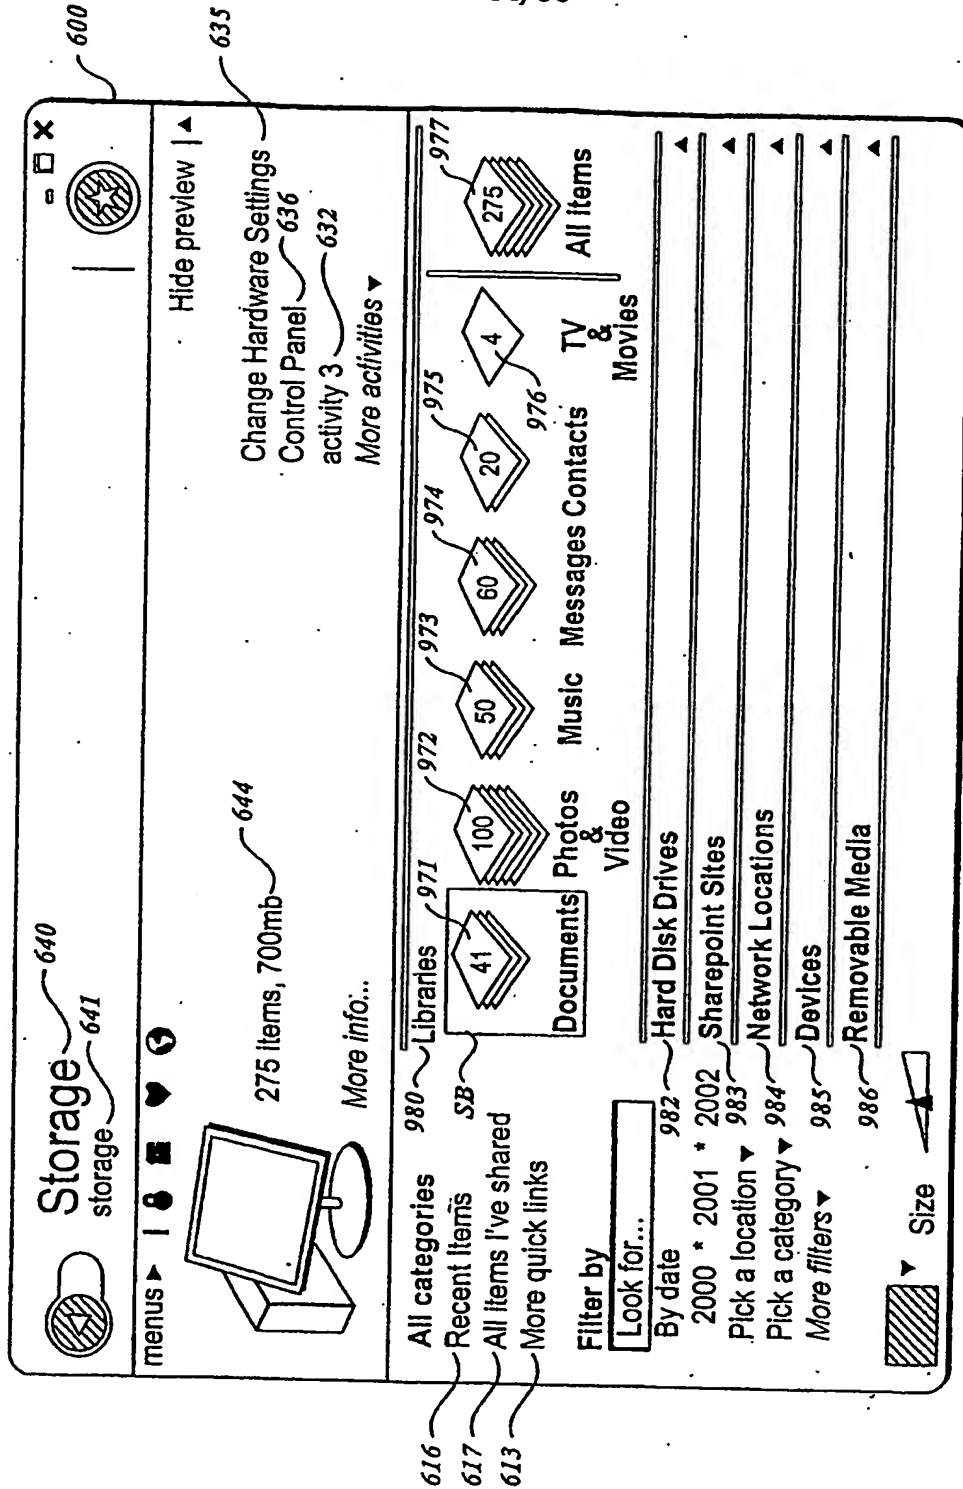 600
Storage 640
storage 641
menus
Hide preview
275 items, 700mb 644
More info...
Change Hardware Settings 635
Control Panel 636
activity 3 632
More activities
All categories
616 Recent Items
617 All items I've shared
613 More quick links
Filter by
Look for...
By date
2000 * 2001 * 2002
Pick a location
Pick a category
More filters
Size
980 Libraries
SB
971 972 973 974 975 976 977
41 100 50 60 20 4 275
Documents Photos & Video Music Messages Contacts TV & Movies All Items
982 Hard Disk Drives
983 Sharepoint Sites
984 Network Locations
985 Devices
986 Removable Media